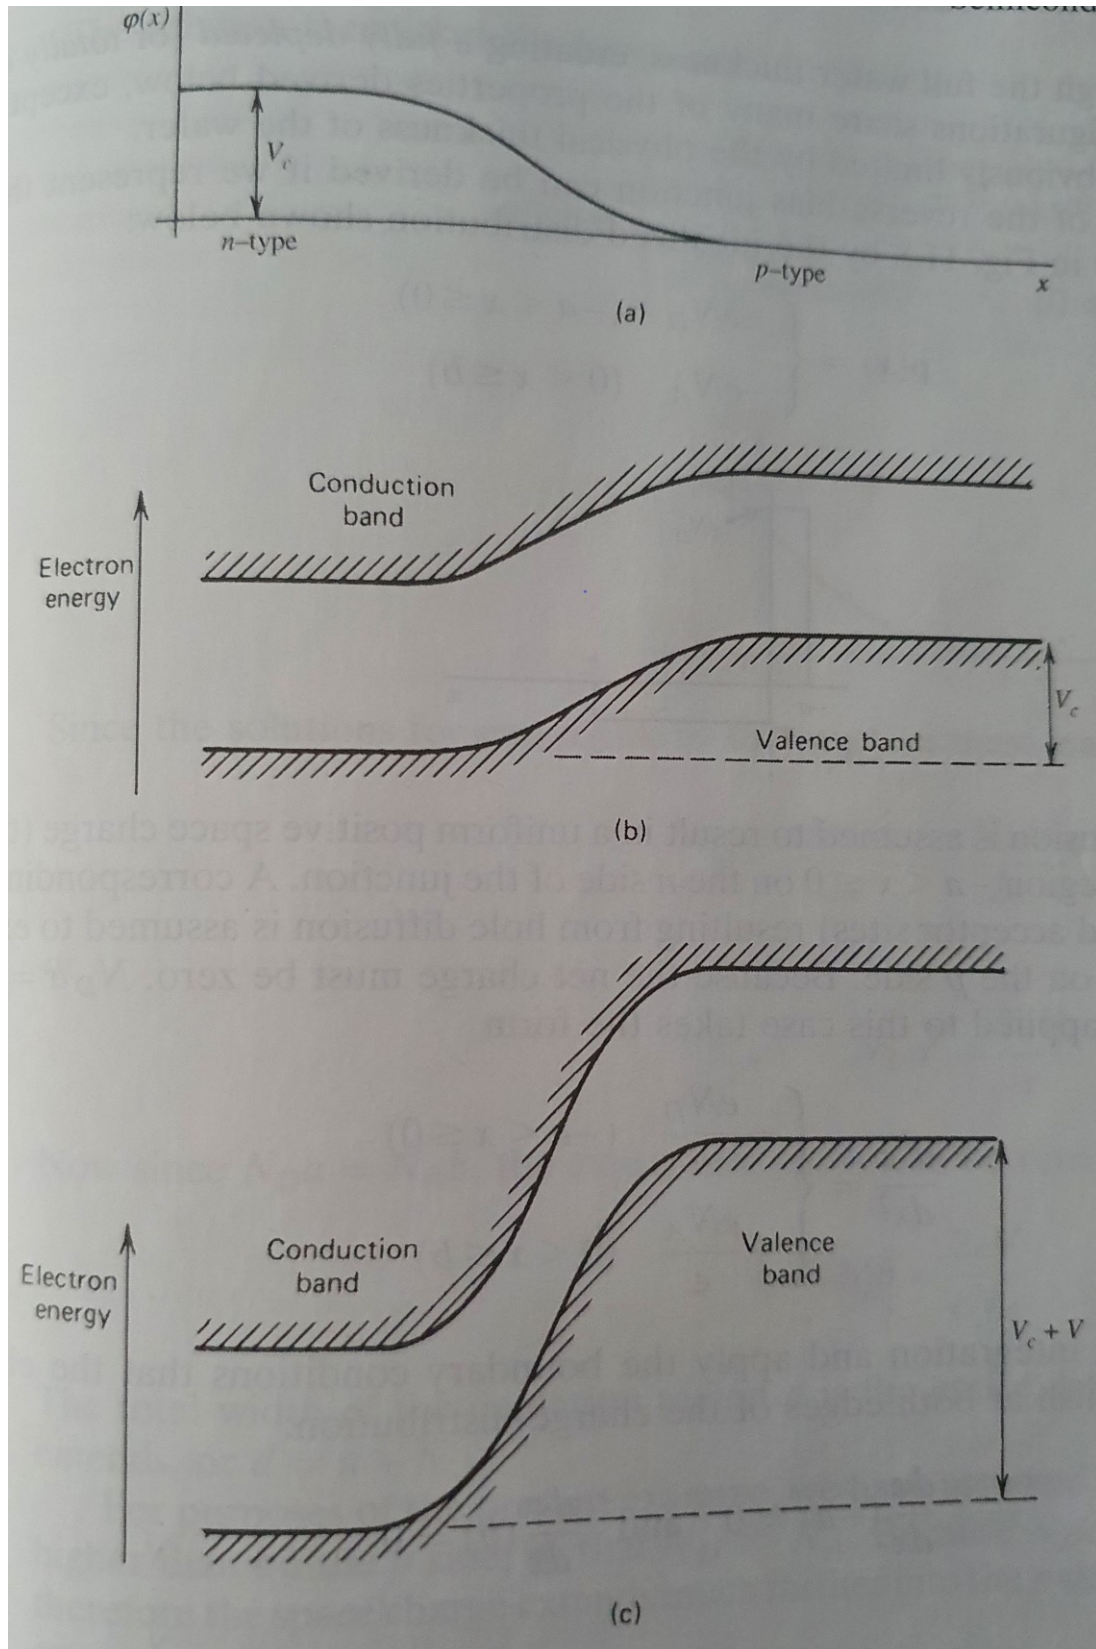 φ(x)
V_c
n–type
p–type
x
(a)
Conduction
band
Electron
energy
V_c
Valence band
(b)
Conduction
band
Valence
band
Electron
energy
V_c + V
(c)